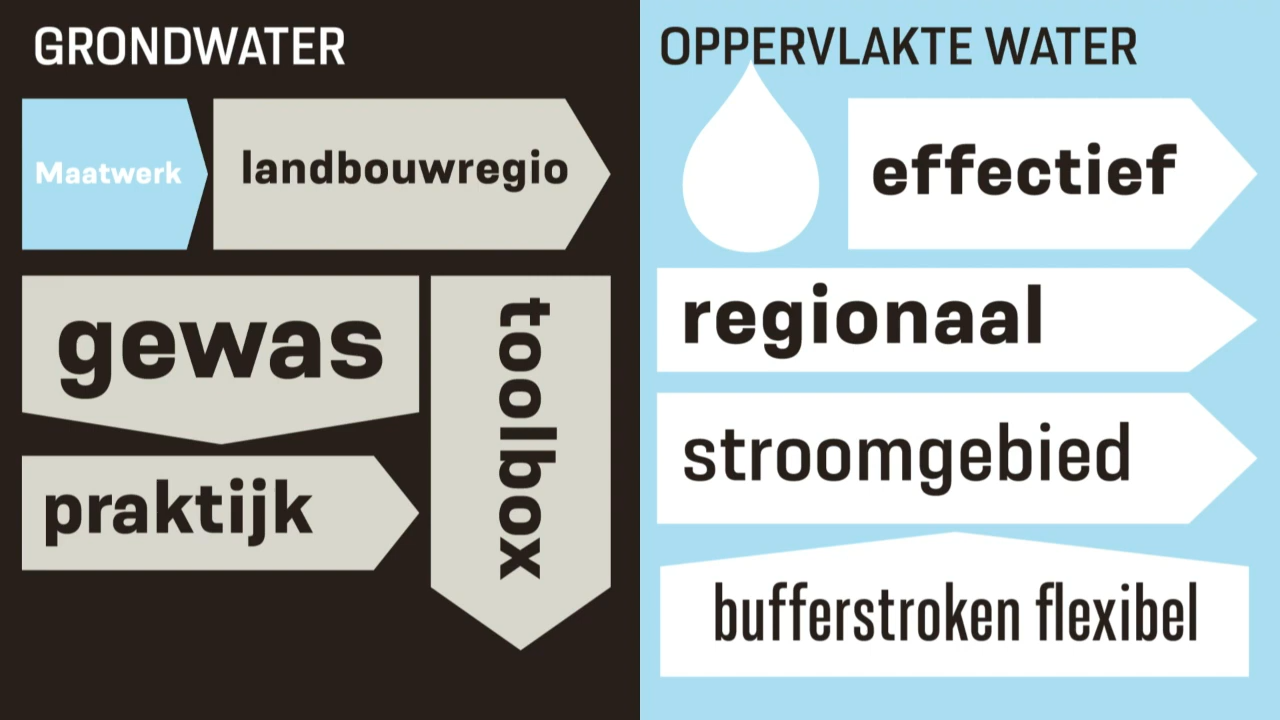 GRONDWATER
Maatwerk
landbouwregio
gewas
toolbox
praktijk
OPPERVLAKTE WATER
effectief
regionaal
stroomgebied
bufferstroken flexibel